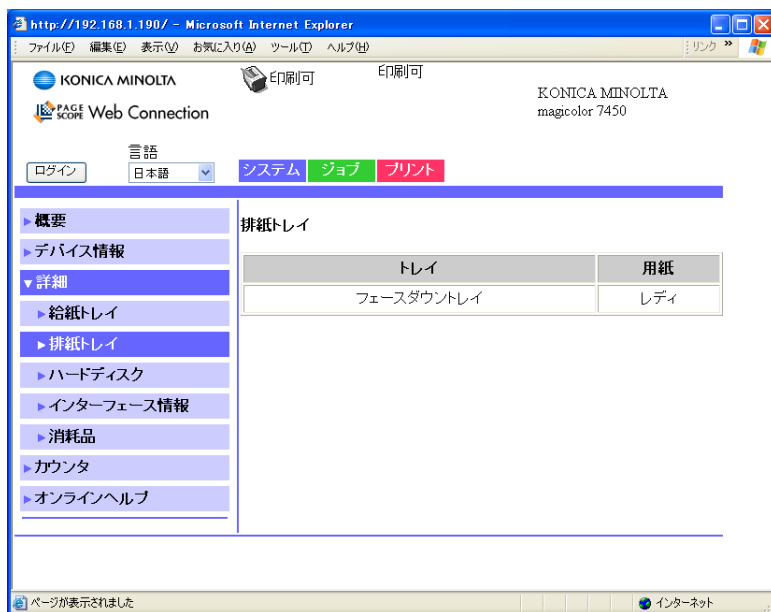 http://192.168.1.190/ - Microsoft Internet Explorer
ファイル(F) 編集(E) 表示(V) お気に入り(A) ツール(T) ヘルプ(H) リンク »
KONICA MINOLTA
印刷可 印刷可
KONICA MINOLTA
magicolor 7450
PAGE SCOPE Web Connection
言語
ログイン 日本語 システム ジョブ プリント
概要
デバイス情報
詳細
給紙トレイ
排紙トレイ
ハードディスク
インターフェース情報
消耗品
カウンタ
オンラインヘルプ
排紙トレイ
トレイ 用紙
フェースダウントレイ レディ
ページが表示されました インターネット